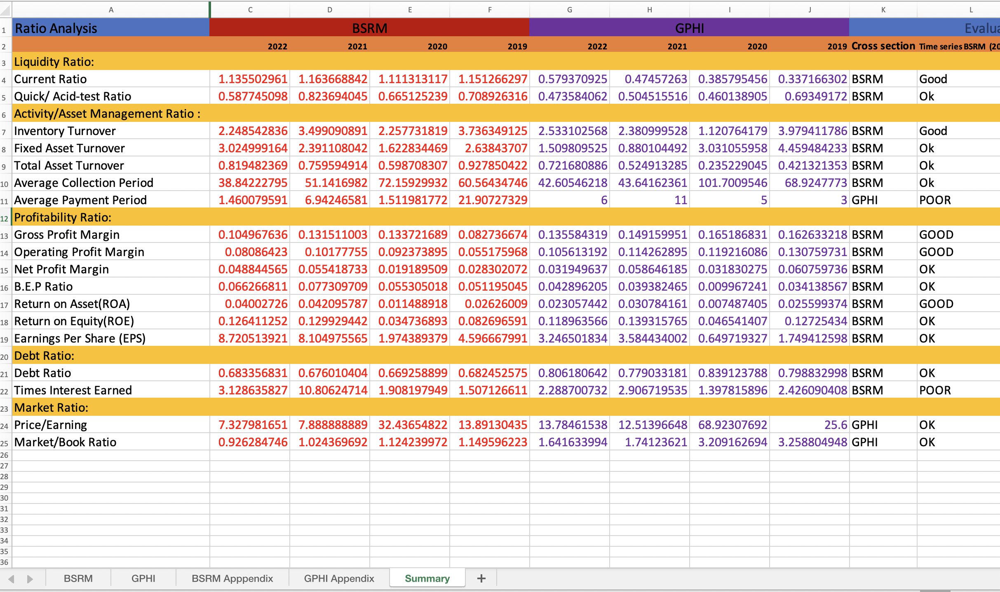 A C D E F G H I J K L
1 Ratio Analysis BSRM GPHI Evalua
2 2022 2021 2020 2019 2022 2021 2020 2019 Cross section Time series BSRM (20
3 Liquidity Ratio:
4 Current Ratio 1.135502961 1.163668842 1.111313117 1.151266297 0.579370925 0.47457263 0.385795456 0.337166302 BSRM Good
5 Quick/ Acid-test Ratio 0.587745098 0.823694045 0.665125239 0.708926316 0.473584062 0.504515516 0.460138905 0.69349172 BSRM Ok
6 Activity/Asset Management Ratio :
7 Inventory Turnover 2.248542836 3.499090891 2.257731819 3.736349125 2.533102568 2.380999528 1.120764179 3.979411786 BSRM Good
8 Fixed Asset Turnover 3.024999164 2.391108042 1.622834469 2.63843707 1.509809525 0.880104492 3.031055958 4.459484233 BSRM Ok
9 Total Asset Turnover 0.819482369 0.759594914 0.598708307 0.927850422 0.721680886 0.524913285 0.235229045 0.421321353 BSRM Ok
10 Average Collection Period 38.84222795 51.1416982 72.15929932 60.56434746 42.60546218 43.64162361 101.7009546 68.9247773 BSRM Ok
11 Average Payment Period 1.460079591 6.94246581 1.511981772 21.90727329 6 11 5 3 GPHI POOR
12 Profitability Ratio:
13 Gross Profit Margin 0.104967636 0.131511003 0.133721689 0.082736674 0.135584319 0.149159951 0.165186831 0.162633218 BSRM GOOD
14 Operating Profit Margin 0.08086423 0.10177755 0.092373895 0.055175968 0.105613192 0.114262895 0.119216086 0.130759731 BSRM GOOD
15 Net Profit Margin 0.048844565 0.055418733 0.019189509 0.028302072 0.031949637 0.058646185 0.031830275 0.060759736 BSRM OK
16 B.E.P Ratio 0.066266811 0.077309709 0.055305018 0.051195045 0.042896205 0.039382465 0.009967241 0.034138567 BSRM OK
17 Return on Asset(ROA) 0.04002726 0.042095787 0.011488918 0.02626009 0.023057442 0.030784161 0.007487405 0.025599374 BSRM GOOD
18 Return on Equity(ROE) 0.126411252 0.129929442 0.034736893 0.082696591 0.118963566 0.139315765 0.046541407 0.12725434 BSRM OK
19 Earnings Per Share (EPS) 8.720513921 8.104975565 1.974389379 4.596667991 3.246501834 3.584434002 0.649719327 1.749412598 BSRM OK
20 Debt Ratio:
21 Debt Ratio 0.683356831 0.676010404 0.669258899 0.682452575 0.806180642 0.779033181 0.839123788 0.798832998 BSRM OK
22 Times Interest Earned 3.128635827 10.80624714 1.908197949 1.507126611 2.288700732 2.906719535 1.397815896 2.426090408 BSRM POOR
23 Market Ratio:
24 Price/Earning 7.327981651 7.888888889 32.43654822 13.89130435 13.78461538 12.51396648 68.92307692 25.6 GPHI OK
25 Market/Book Ratio 0.926284746 1.024369692 1.124239972 1.149596223 1.641633994 1.74123621 3.209162694 3.258804948 GPHI OK
26
27
28
29
30
31
32
33
34
35
36
BSRM GPHI BSRM Apppendix GPHI Appendix Summary +